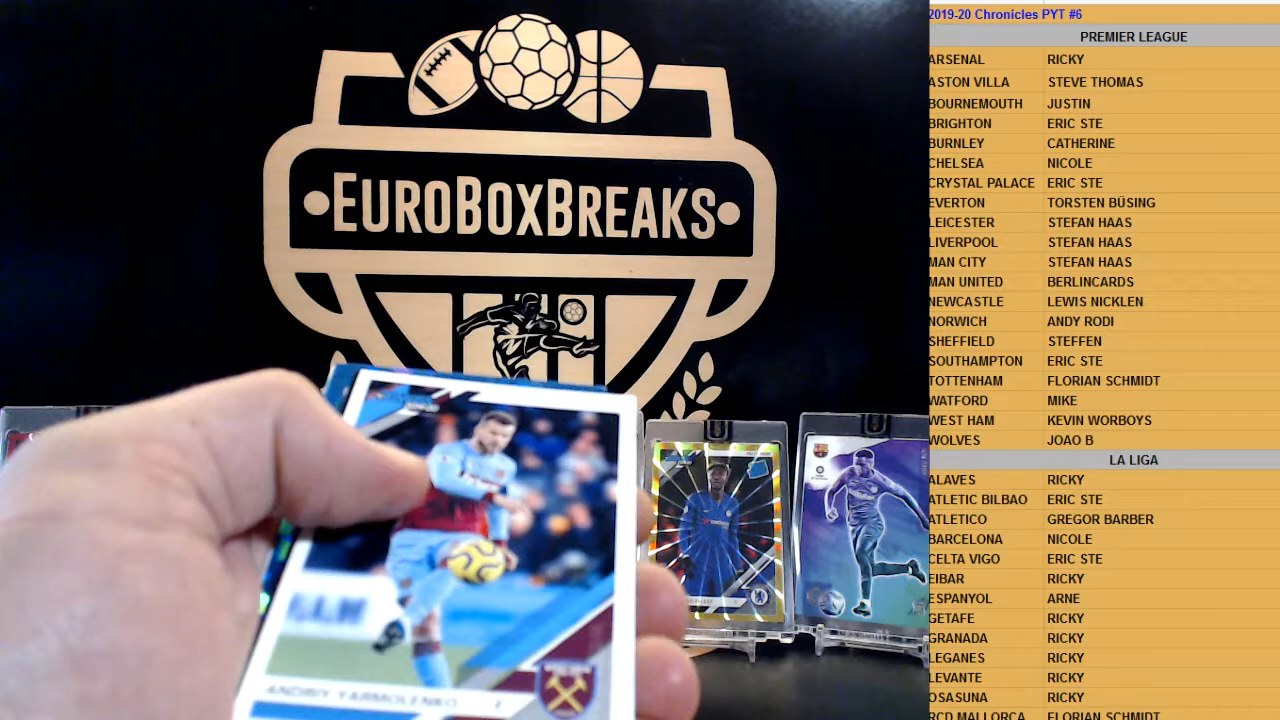 EUROBOXBREAKS
ANDRIY YARMOLENKO
2019-20 Chronicles PYT #6
PREMIER LEAGUE
ARSENAL RICKY
ASTON VILLA STEVE THOMAS
BOURNEMOUTH JUSTIN
BRIGHTON ERIC STE
BURNLEY CATHERINE
CHELSEA NICOLE
CRYSTAL PALACE ERIC STE
EVERTON TORSTEN BÜSING
LEICESTER STEFAN HAAS
LIVERPOOL STEFAN HAAS
MAN CITY STEFAN HAAS
MAN UNITED BERLINCARDS
NEWCASTLE LEWIS NICKLEN
NORWICH ANDY RODI
SHEFFIELD STEFFEN
SOUTHAMPTON ERIC STE
TOTTENHAM FLORIAN SCHMIDT
WATFORD MIKE
WEST HAM KEVIN WORBOYS
WOLVES JOAO B
LA LIGA
ALAVES RICKY
ATLETIC BILBAO ERIC STE
ATLETICO GREGOR BARBER
BARCELONA NICOLE
CELTA VIGO ERIC STE
EIBAR RICKY
ESPANYOL ARNE
GETAFE RICKY
GRANADA RICKY
LEGANES RICKY
LEVANTE RICKY
OSASUNA RICKY
RCD MALLORCA FLORIAN SCHMIDT